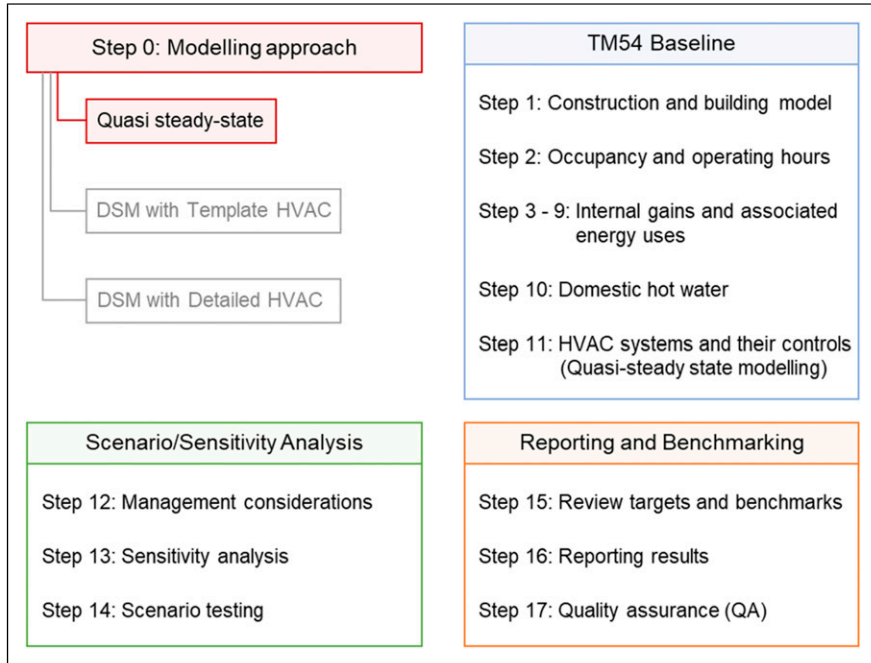 Step 0: Modelling approach
Quasi steady-state
DSM with Template HVAC
DSM with Detailed HVAC
TM54 Baseline
Step 1: Construction and building model
Step 2: Occupancy and operating hours
Step 3 - 9: Internal gains and associated
energy uses
Step 10: Domestic hot water
Step 11: HVAC systems and their controls
(Quasi-steady state modelling)
Scenario/Sensitivity Analysis
Step 12: Management considerations
Step 13: Sensitivity analysis
Step 14: Scenario testing
Reporting and Benchmarking
Step 15: Review targets and benchmarks
Step 16: Reporting results
Step 17: Quality assurance (QA)